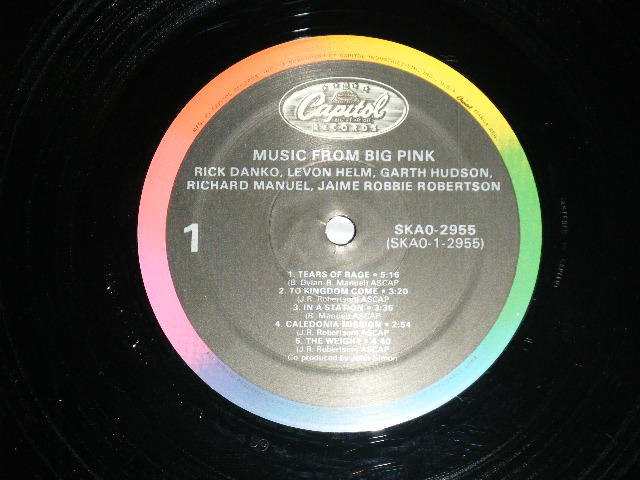 Capitol
RECORDS
MUSIC FROM BIG PINK
RICK DANKO, LEVON HELM, GARTH HUDSON,
RICHARD MANUEL, JAIME ROBBIE ROBERTSON
1
SKAO-2955
(SKAO-1-2955)
1. TEARS OF RAGE • 5:16
(B. Dylan-R. Manuel) ASCAP
2. TO KINGDOM COME • 3:20
(J.R. Robertson) ASCAP
3. IN A STATION • 3:35
(R. Manuel) ASCAP
4. CALEDONIA MISSION • 2:54
(J.R. Robertson) ASCAP
5. THE WEIGHT • 4:40
(J.R. Robertson) ASCAP
Co. produced by John Simon